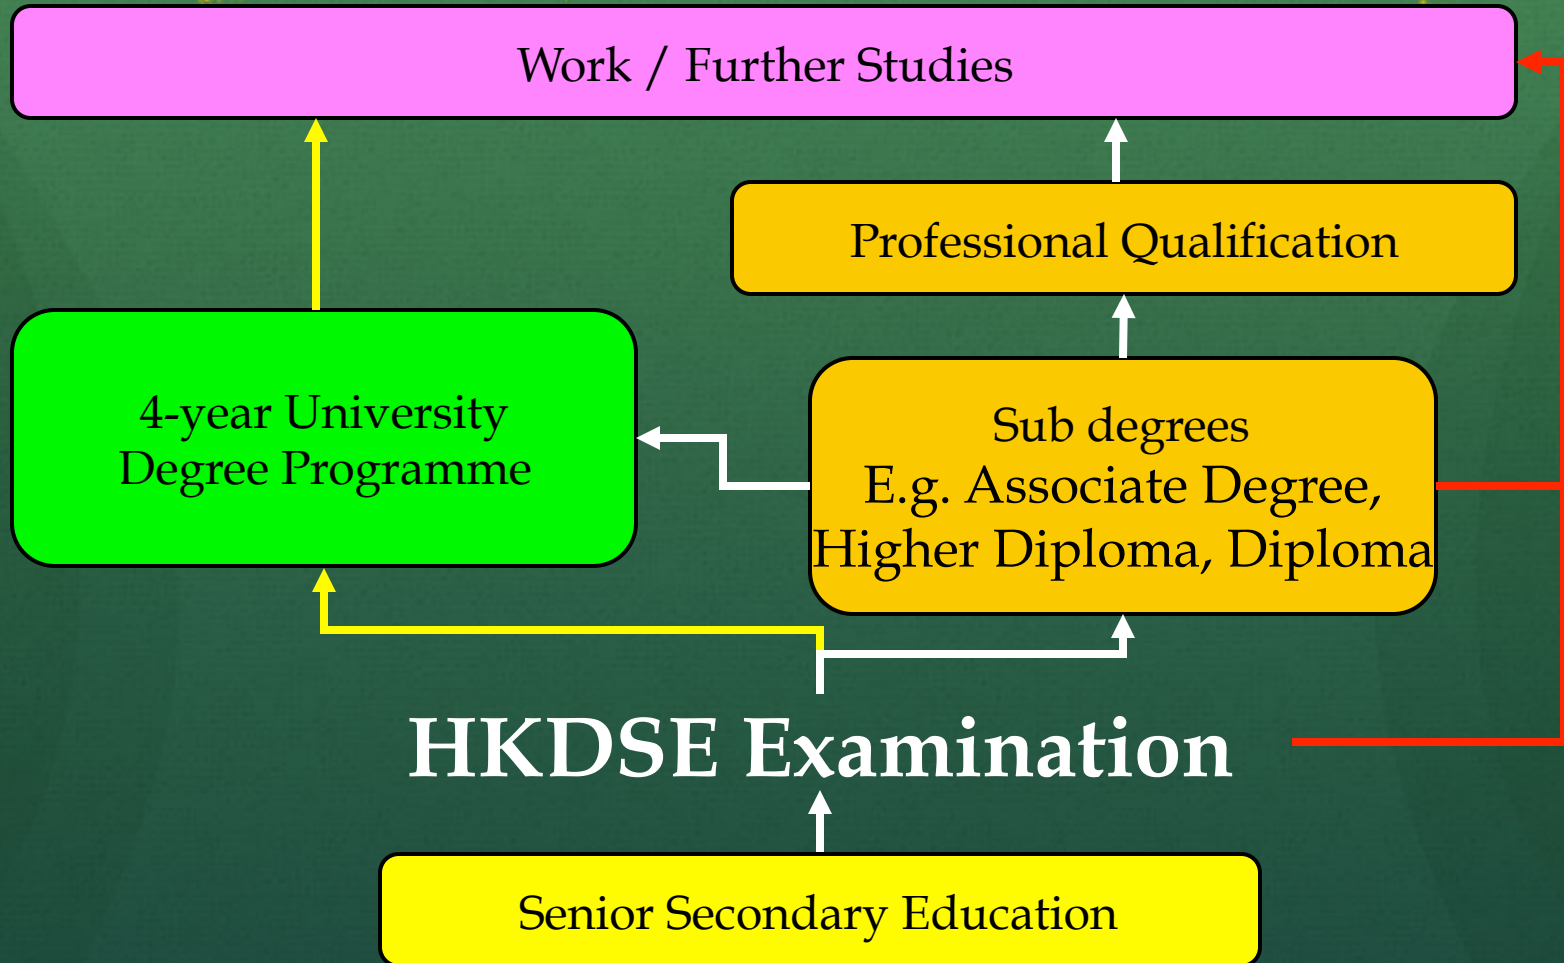 Work / Further Studies
Professional Qualification
4-year University
Degree Programme
Sub degrees
E.g. Associate Degree,
Higher Diploma, Diploma
HKDSE Examination
Senior Secondary Education